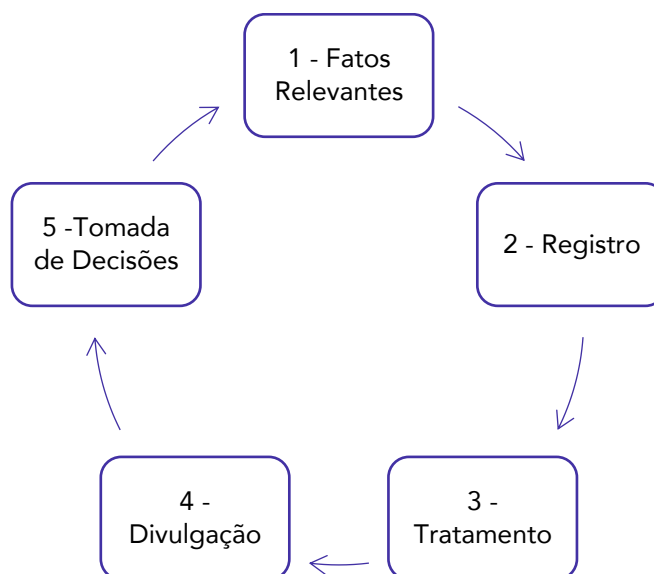 1 - Fatos
Relevantes
2 - Registro
3 -
Tratamento
4 -
Divulgação
5 -Tomada
de Decisões